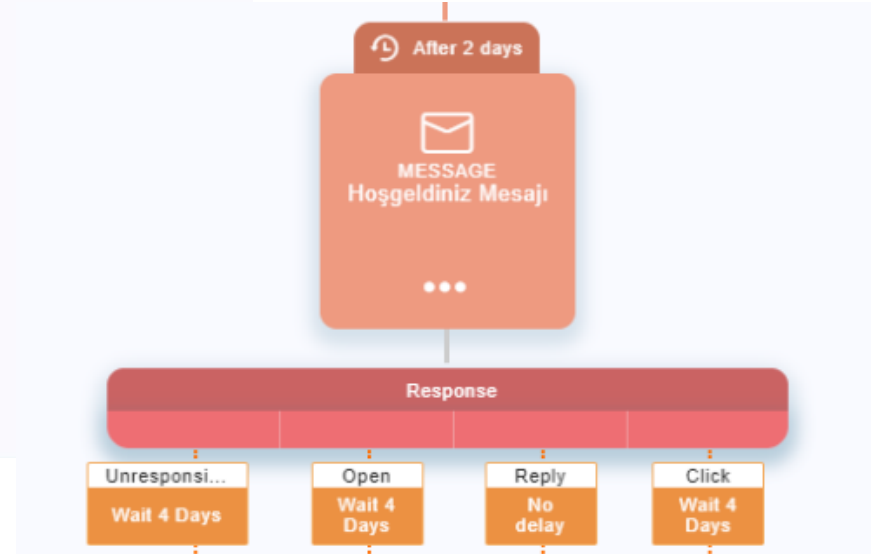 After 2 days
MESSAGE
Hoşgeldiniz Mesajı
Response
Unresponsi...
Open
Reply
Click
Wait 4 Days
Wait 4
Days
No
delay
Wait 4
Days